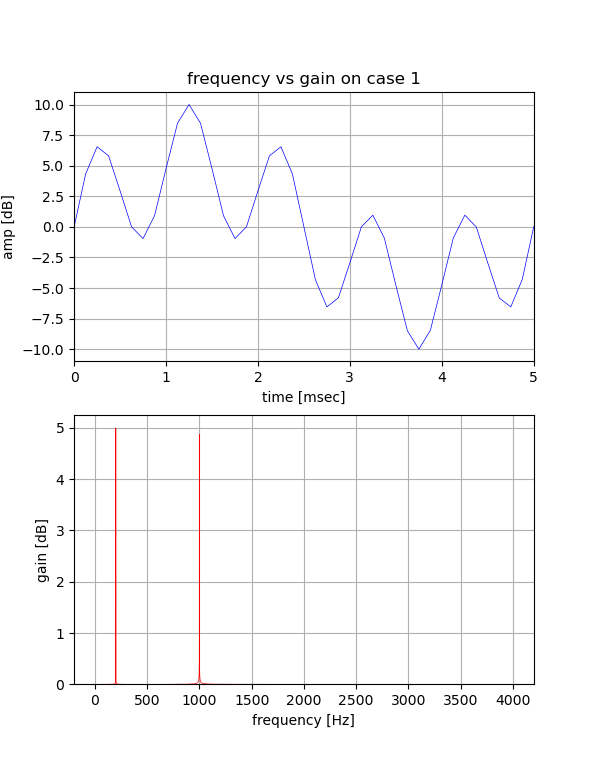 frequency vs gain on case 1
amp [dB]
10.0
7.5
5.0
2.5
0.0
−2.5
−5.0
−7.5
−10.0
0 1 2 3 4 5
time [msec]
gain [dB]
5
4
3
2
1
0
0 500 1000 1500 2000 2500 3000 3500 4000
frequency [Hz]